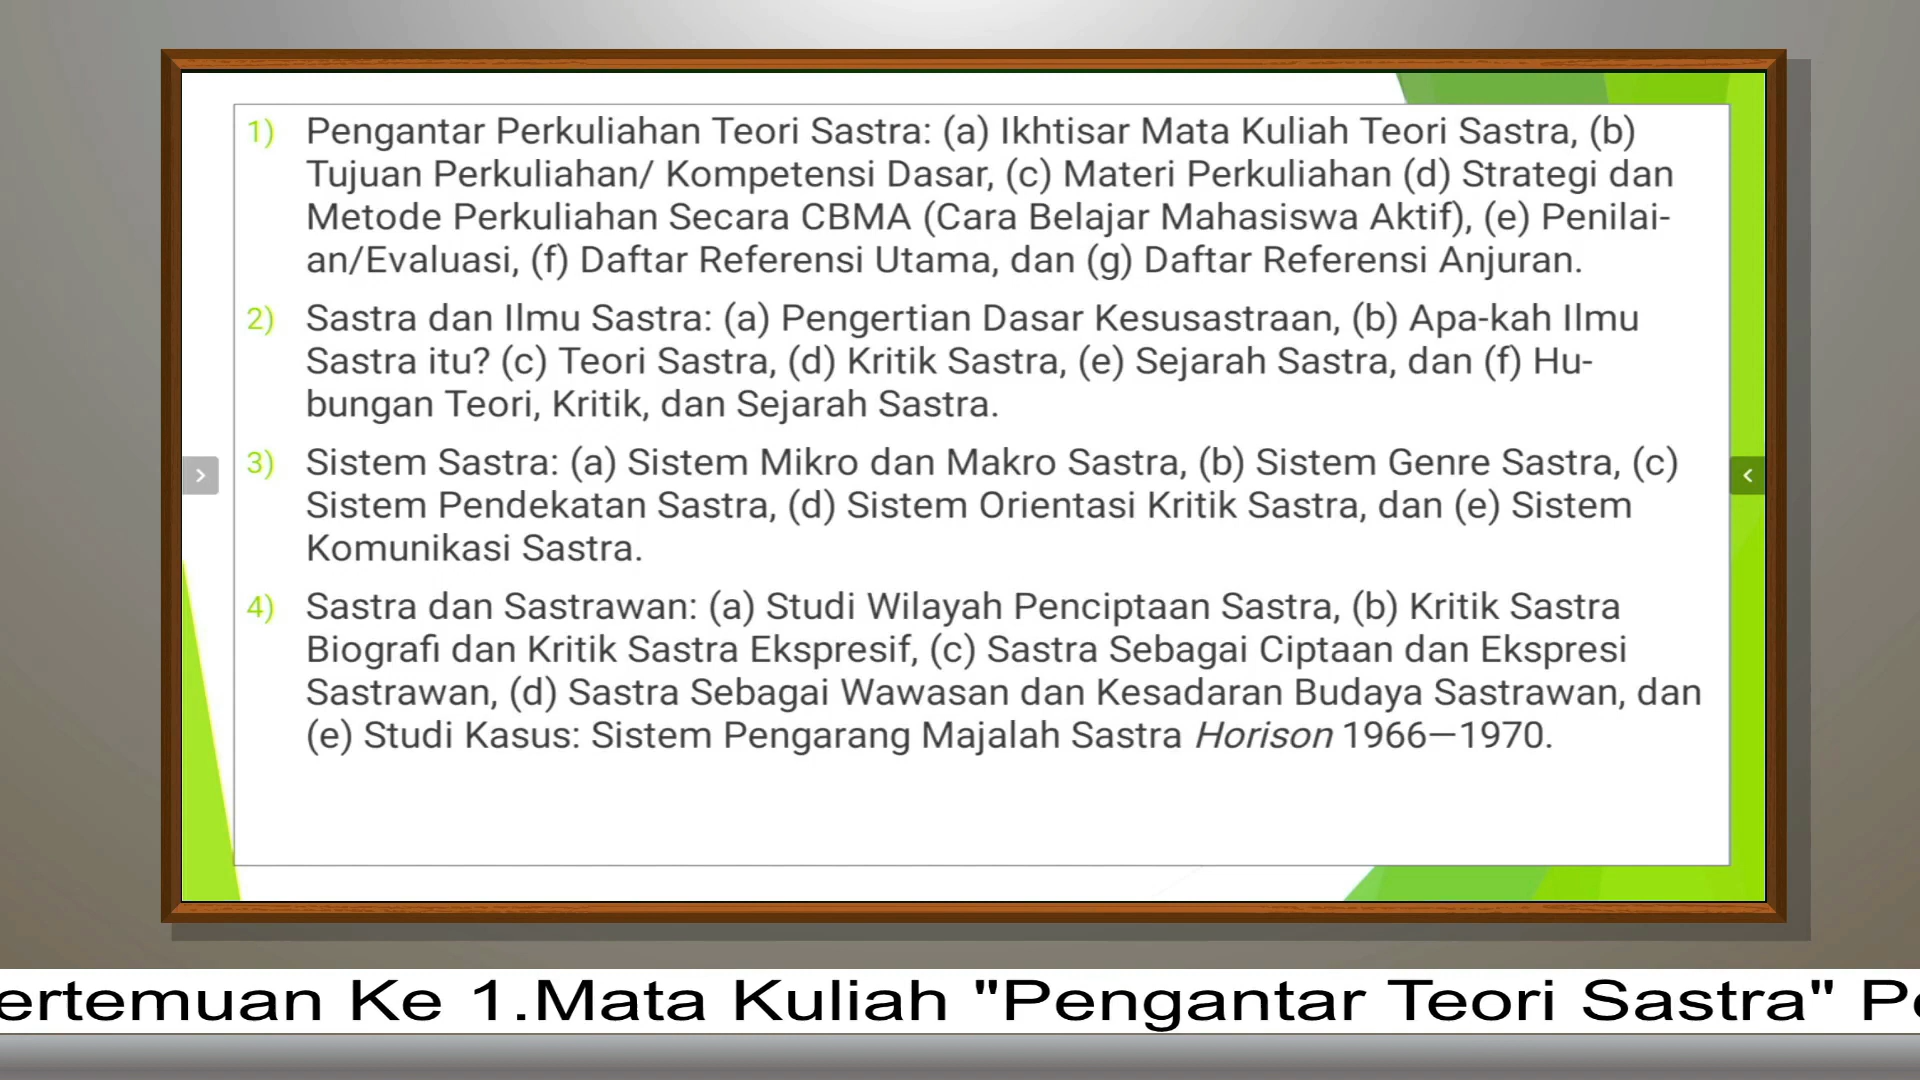 1) Pengantar Perkuliahan Teori Sastra: (a) Ikhtisar Mata Kuliah Teori Sastra, (b)
Tujuan Perkuliahan/ Kompetensi Dasar, (c) Materi Perkuliahan (d) Strategi dan
Metode Perkuliahan Secara CBMA (Cara Belajar Mahasiswa Aktif), (e) Penilai-
an/Evaluasi, (f) Daftar Referensi Utama, dan (g) Daftar Referensi Anjuran.
2) Sastra dan Ilmu Sastra: (a) Pengertian Dasar Kesusastraan, (b) Apa-kah Ilmu
Sastra itu? (c) Teori Sastra, (d) Kritik Sastra, (e) Sejarah Sastra, dan (f) Hu-
bungan Teori, Kritik, dan Sejarah Sastra.
3) Sistem Sastra: (a) Sistem Mikro dan Makro Sastra, (b) Sistem Genre Sastra, (c)
Sistem Pendekatan Sastra, (d) Sistem Orientasi Kritik Sastra, dan (e) Sistem
Komunikasi Sastra.
4) Sastra dan Sastrawan: (a) Studi Wilayah Penciptaan Sastra, (b) Kritik Sastra
Biografi dan Kritik Sastra Ekspresif, (c) Sastra Sebagai Ciptaan dan Ekspresi
Sastrawan, (d) Sastra Sebagai Wawasan dan Kesadaran Budaya Sastrawan, dan
(e) Studi Kasus: Sistem Pengarang Majalah Sastra Horison 1966—1970.
ertemuan Ke 1.Mata Kuliah "Pengantar Teori Sastra"